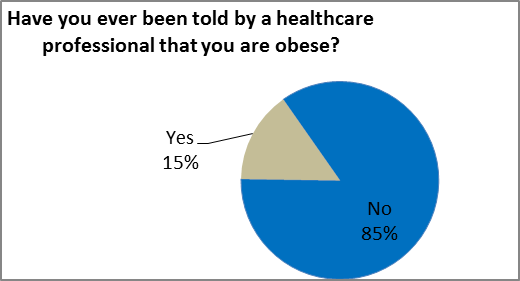 Have you ever been told by a healthcare
professional that you are obese?
Yes
15%
No
85%